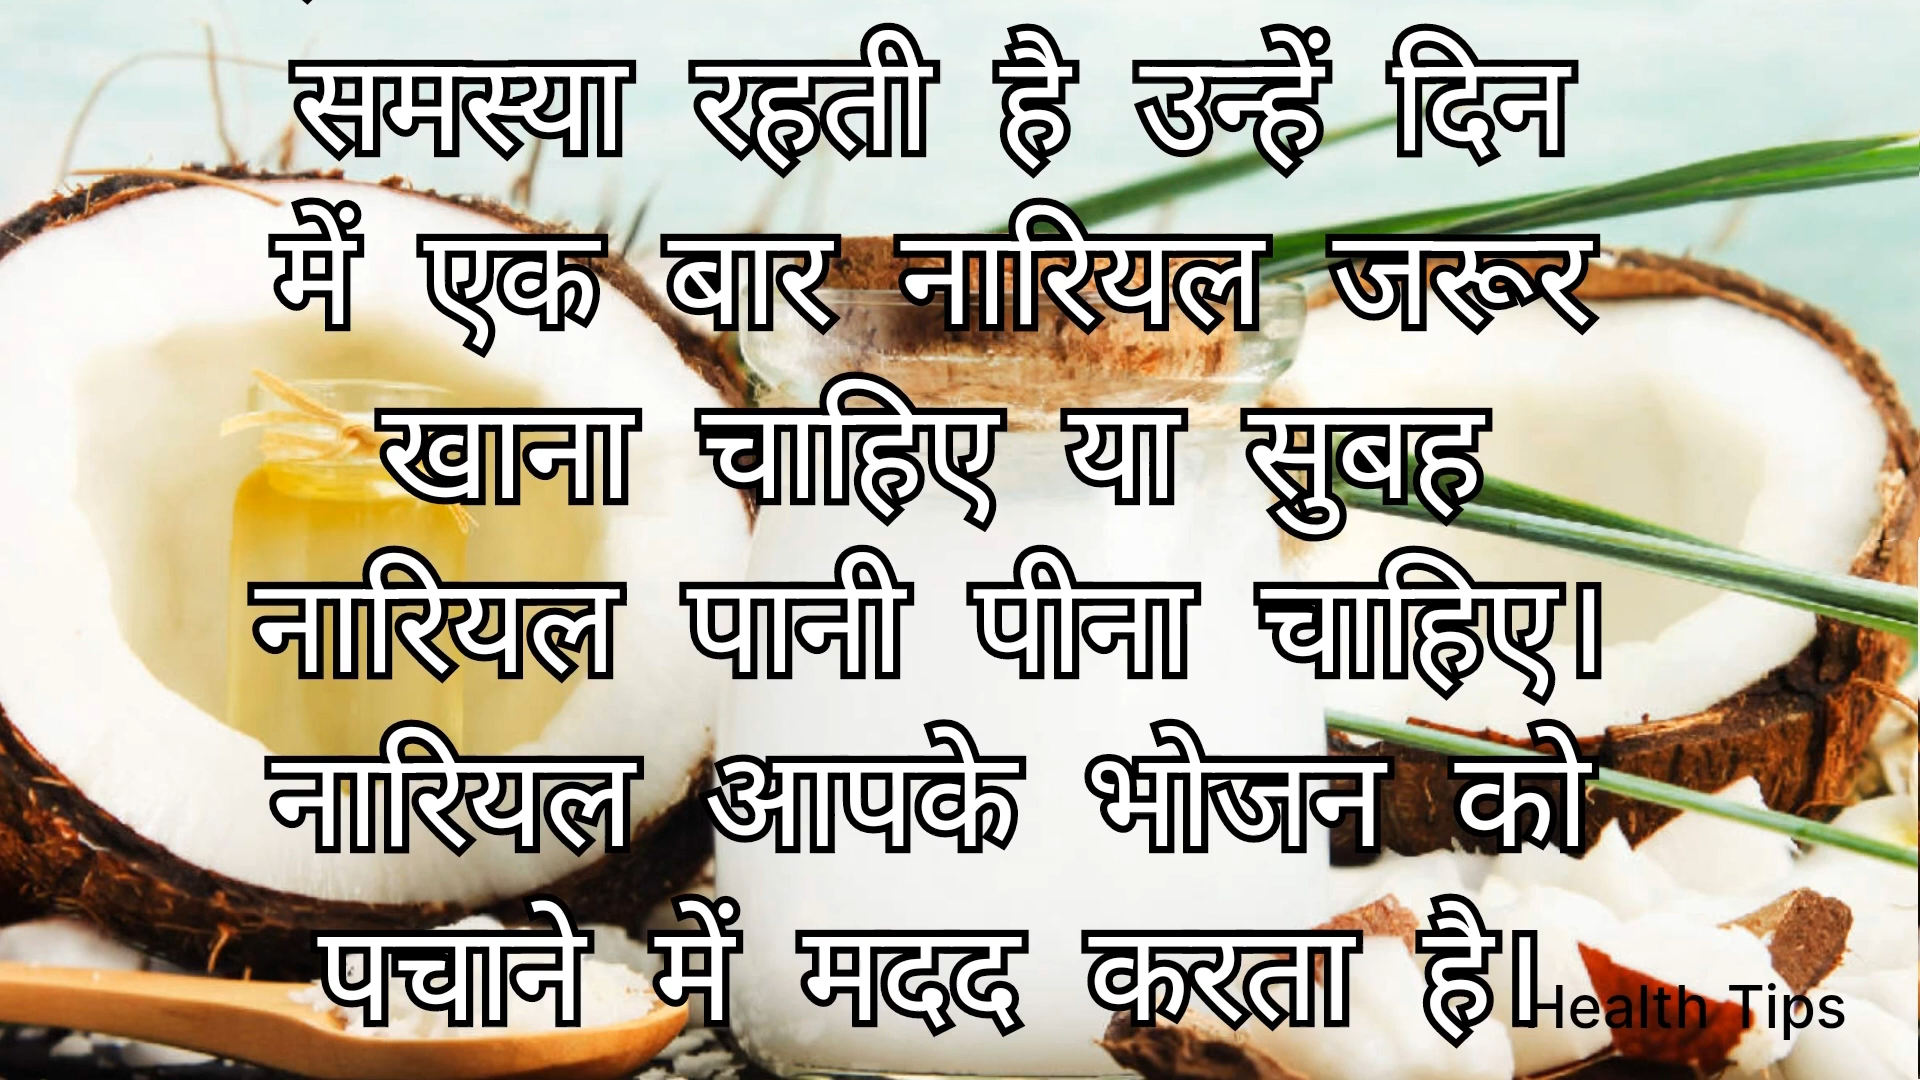 समस्या रहती है उन्हें दिन
में एक बार नारियल जरूर
खाना चाहिए या सुबह
नारियल पानी पीना चाहिए।
नारियल आपके भोजन को
पचाने में मदद करता है।
Health Tips